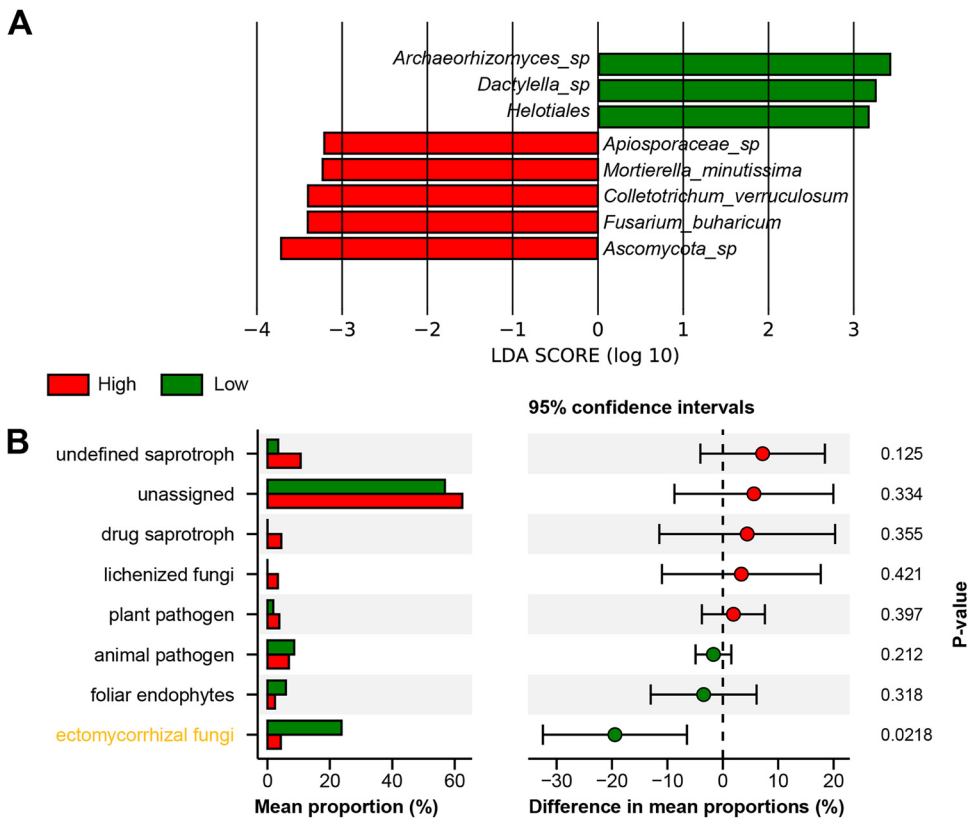 A
Archaeorhizomyces_sp
Dactylella_sp
Helotiales
Apiosporaceae_sp
Mortierella_minutissima
Colletotrichum_verruculosum
Fusarium_buharicum
Ascomycota_sp
−4 −3 −2 −1 0 1 2 3
LDA SCORE (log 10)
High Low
95% confidence intervals
B
undefined saprotroph 0.125
unassigned 0.334
drug saprotroph 0.355
lichenized fungi 0.421
plant pathogen 0.397
animal pathogen 0.212
foliar endophytes 0.318
ectomycorrhizal fungi 0.0218
P-value
0 20 40 60 −30 −20 −10 0 10 20
Mean proportion (%) Difference in mean proportions (%)